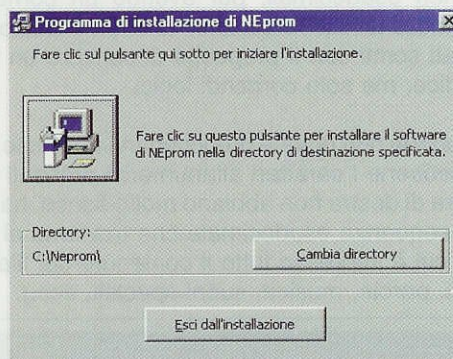 Programma di installazione di NEprom
Fare clic sul pulsante qui sotto per iniziare l'installazione.
Fare clic su questo pulsante per installare il software
di NEprom nella directory di destinazione specificata.
Directory:
C:\Neprom\
Cambia directory
Esci dall'installazione